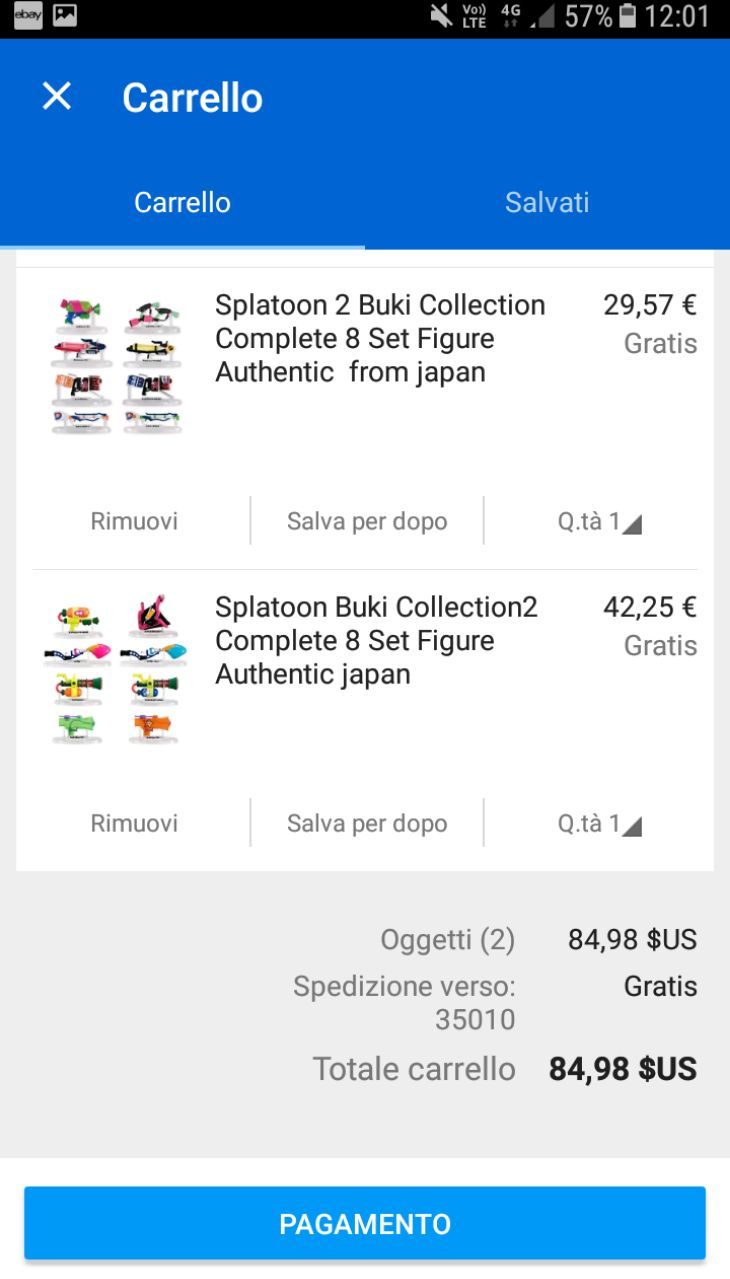 ebay Vo)) LTE 4G 57% 12:01
Carrello
Carrello Salvati
Splatoon 2 Buki Collection 29,57 €
Complete 8 Set Figure Gratis
Authentic from japan
Rimuovi Salva per dopo Q.tà 1
Splatoon Buki Collection2 42,25 €
Complete 8 Set Figure Gratis
Authentic japan
Rimuovi Salva per dopo Q.tà 1
Oggetti (2) 84,98 $US
Spedizione verso: Gratis
35010
Totale carrello 84,98 $US
PAGAMENTO